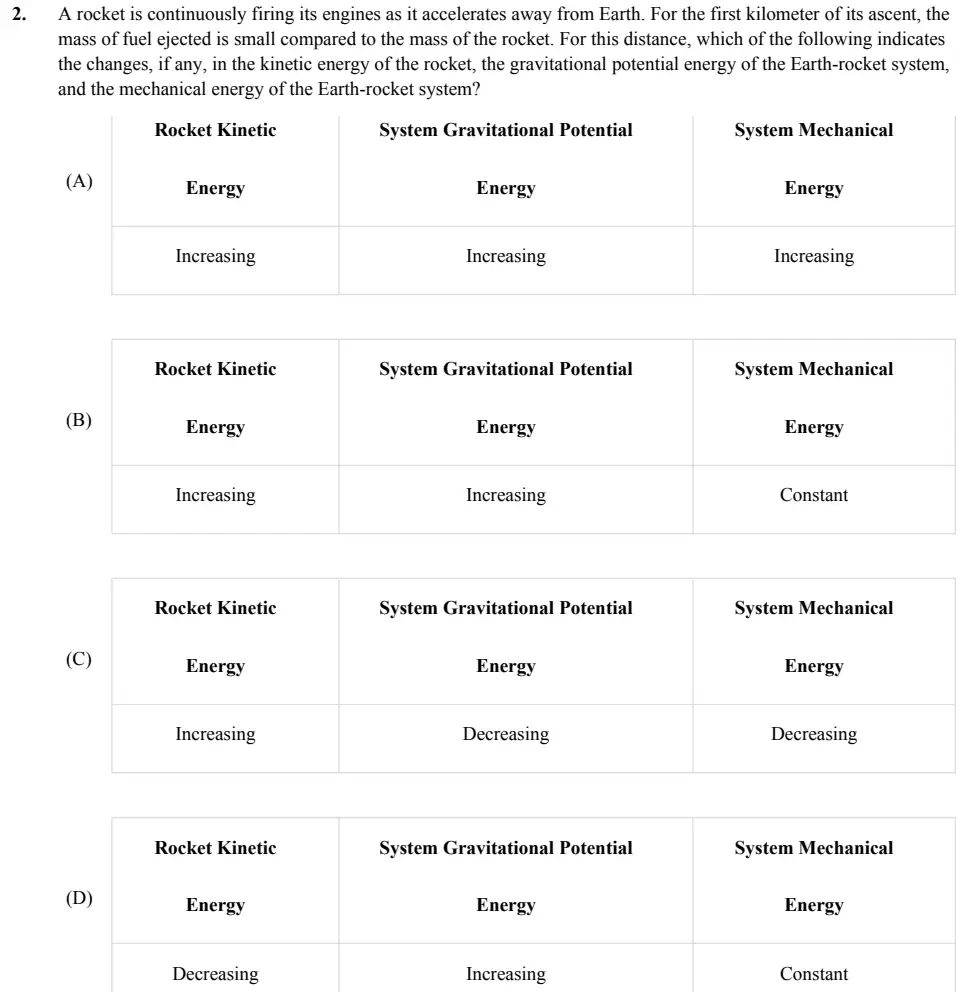 2. A rocket is continuously firing its engines as it accelerates away from Earth. For the first kilometer of its ascent, the
mass of fuel ejected is small compared to the mass of the rocket. For this distance, which of the following indicates
the changes, if any, in the kinetic energy of the rocket, the gravitational potential energy of the Earth-rocket system,
and the mechanical energy of the Earth-rocket system?
Rocket Kinetic System Gravitational Potential System Mechanical
(A)
Energy Energy Energy
Increasing Increasing Increasing
Rocket Kinetic System Gravitational Potential System Mechanical
(B)
Energy Energy Energy
Increasing Increasing Constant
Rocket Kinetic System Gravitational Potential System Mechanical
(C)
Energy Energy Energy
Increasing Decreasing Decreasing
Rocket Kinetic System Gravitational Potential System Mechanical
(D)
Energy Energy Energy
Decreasing Increasing Constant